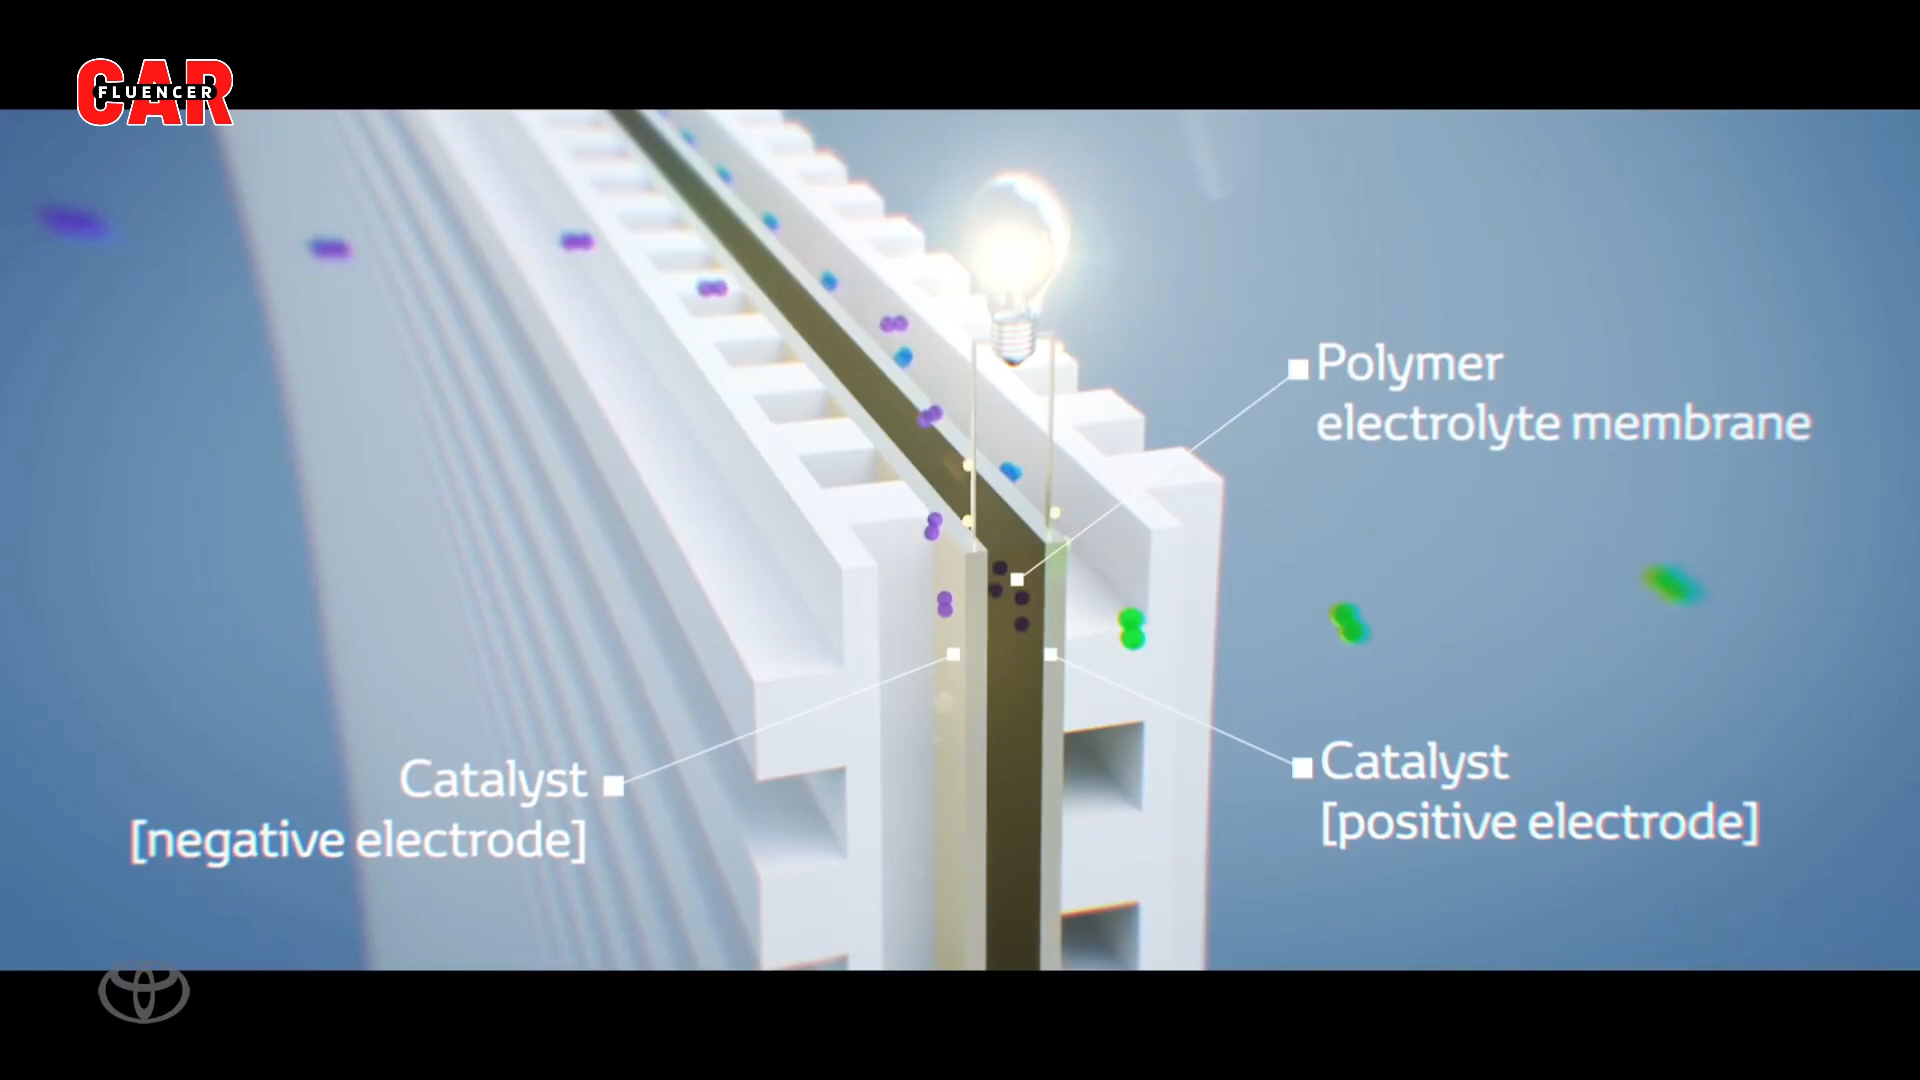 CAR
FLUENCER
Polymer
electrolyte membrane
Catalyst
[negative electrode]
Catalyst
[positive electrode]